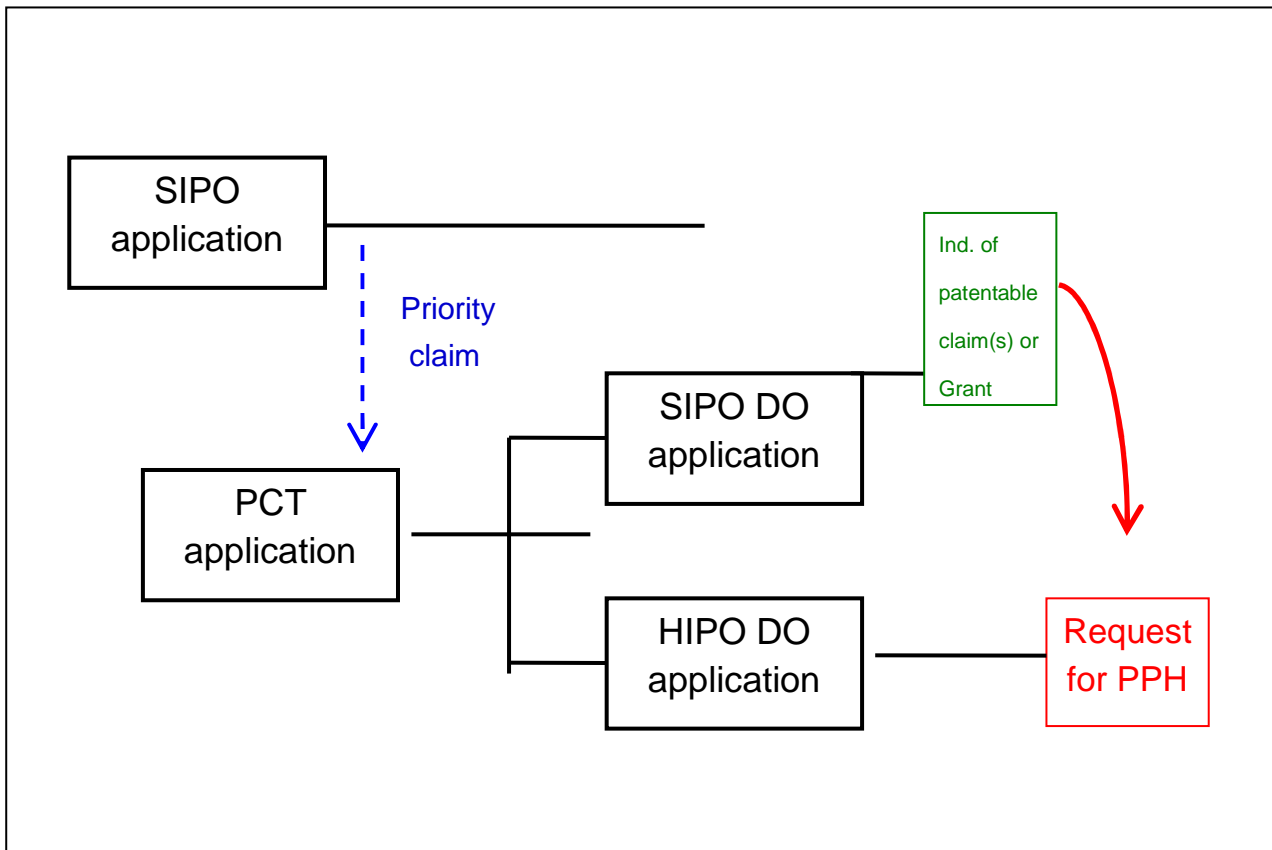 SIPO
application
Priority
claim
PCT
application
SIPO DO
application
HIPO DO
application
Ind. of
patentable
claim(s) or
Grant
Request
for PPH